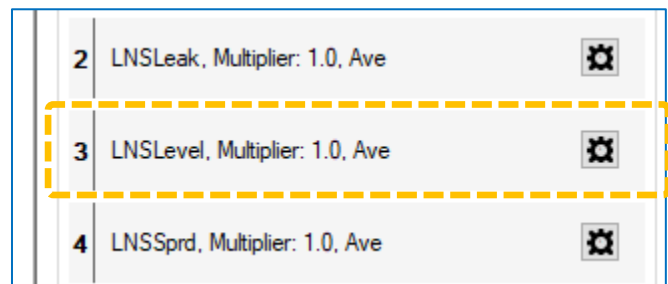 2 LNSLeak, Multiplier: 1.0, Ave
3 LNSLevel, Multiplier: 1.0, Ave
4 LNSSprd, Multiplier: 1.0, Ave